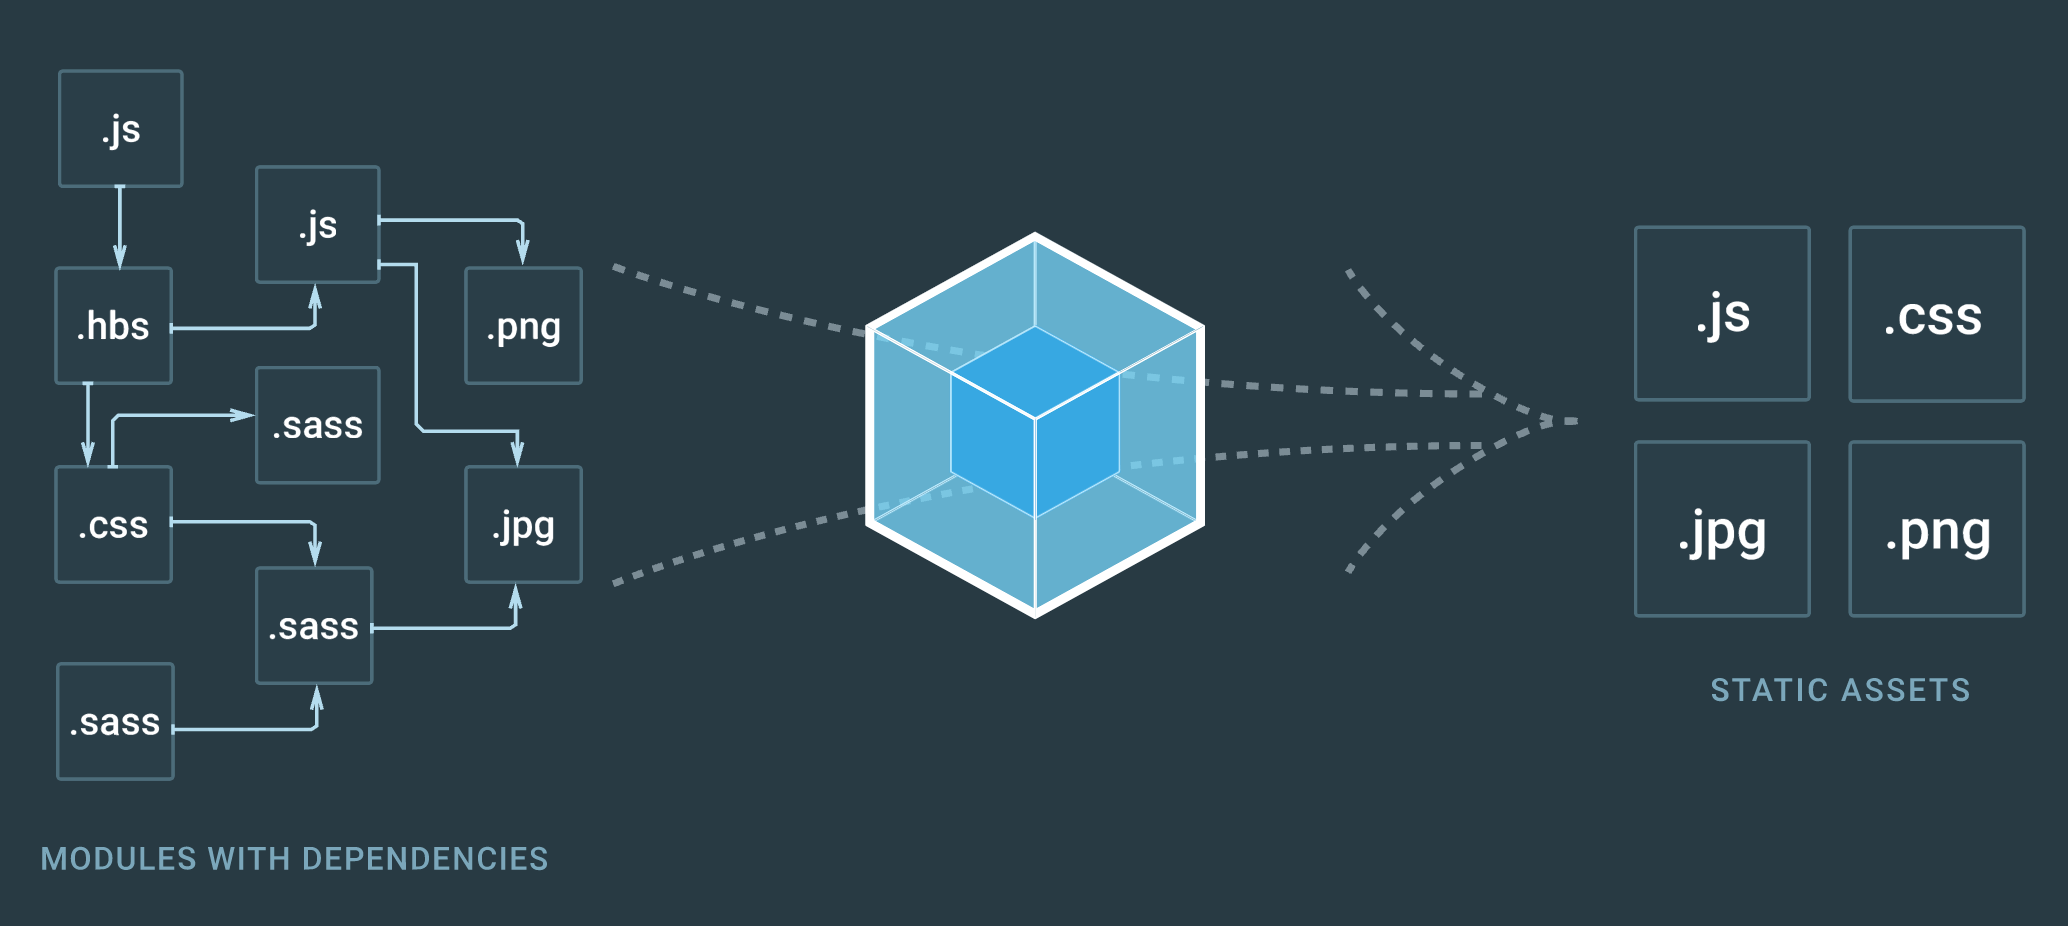 .js
.js
.hbs
.png
.sass
.css
.jpg
.sass
.sass
MODULES WITH DEPENDENCIES
.js
.css
.jpg
.png
STATIC ASSETS